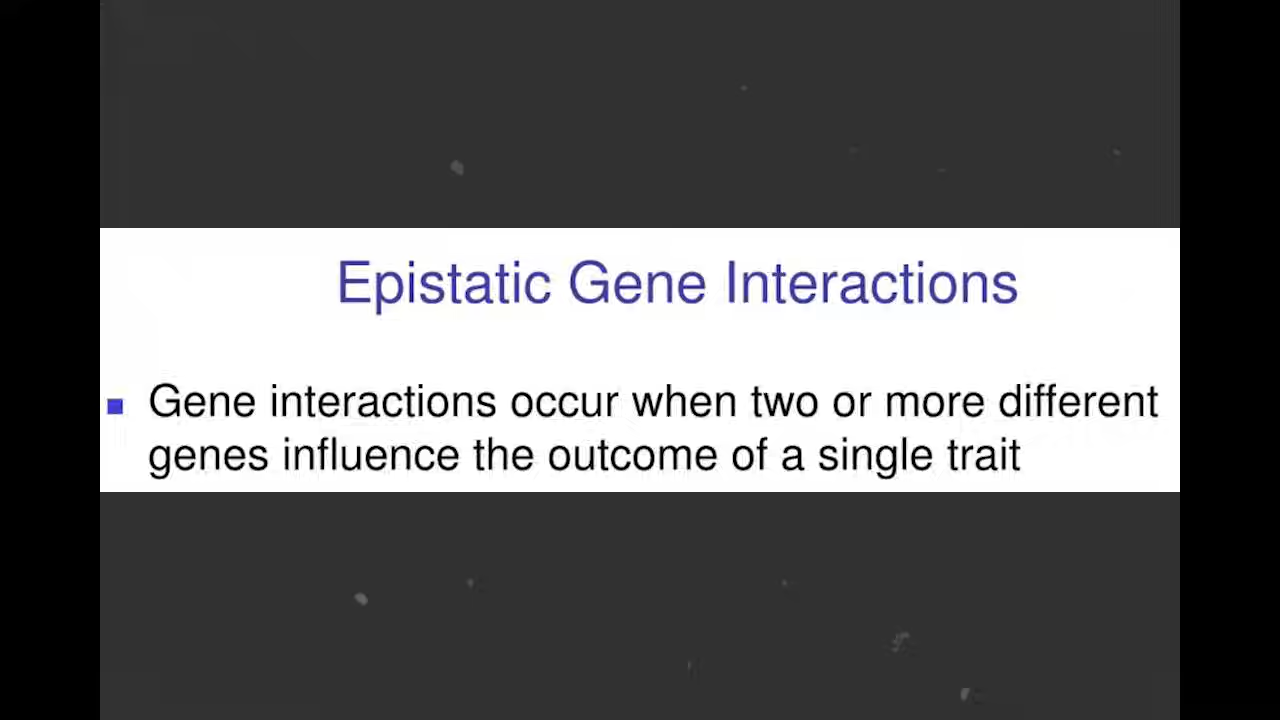 Epistatic Gene Interactions
Gene interactions occur when two or more different
genes influence the outcome of a single trait